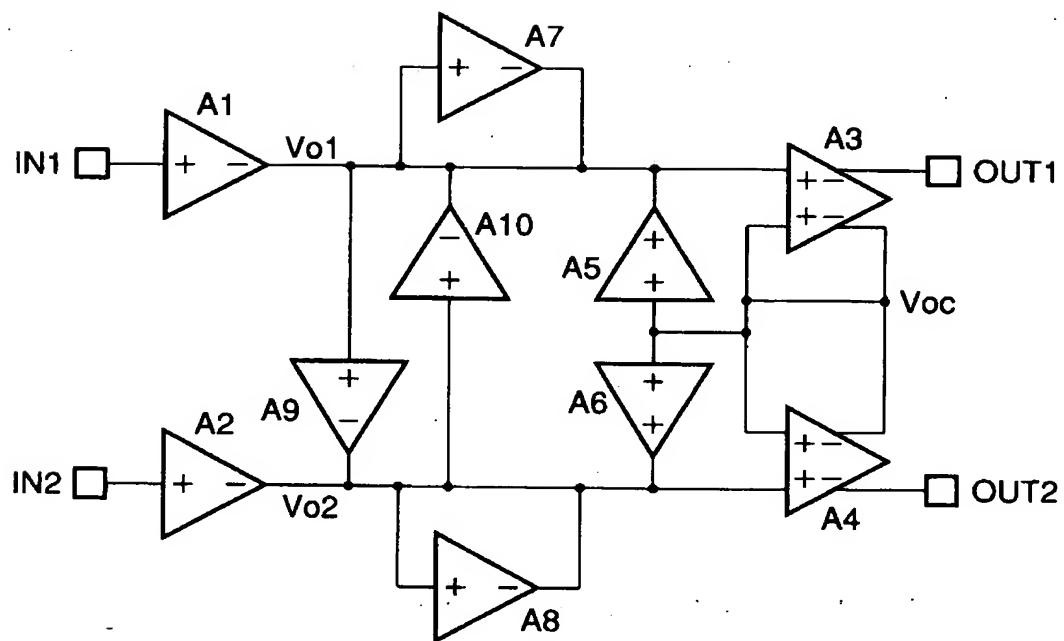 A7
+ −
A1
IN1
+ −
Vo1
A3
+ −
+ −
OUT1
A10
−
+
A5
+
+
Voc
A9
+
−
A6
+
+
A2
IN2
+ −
Vo2
+ −
+ −
A4
OUT2
+ −
A8